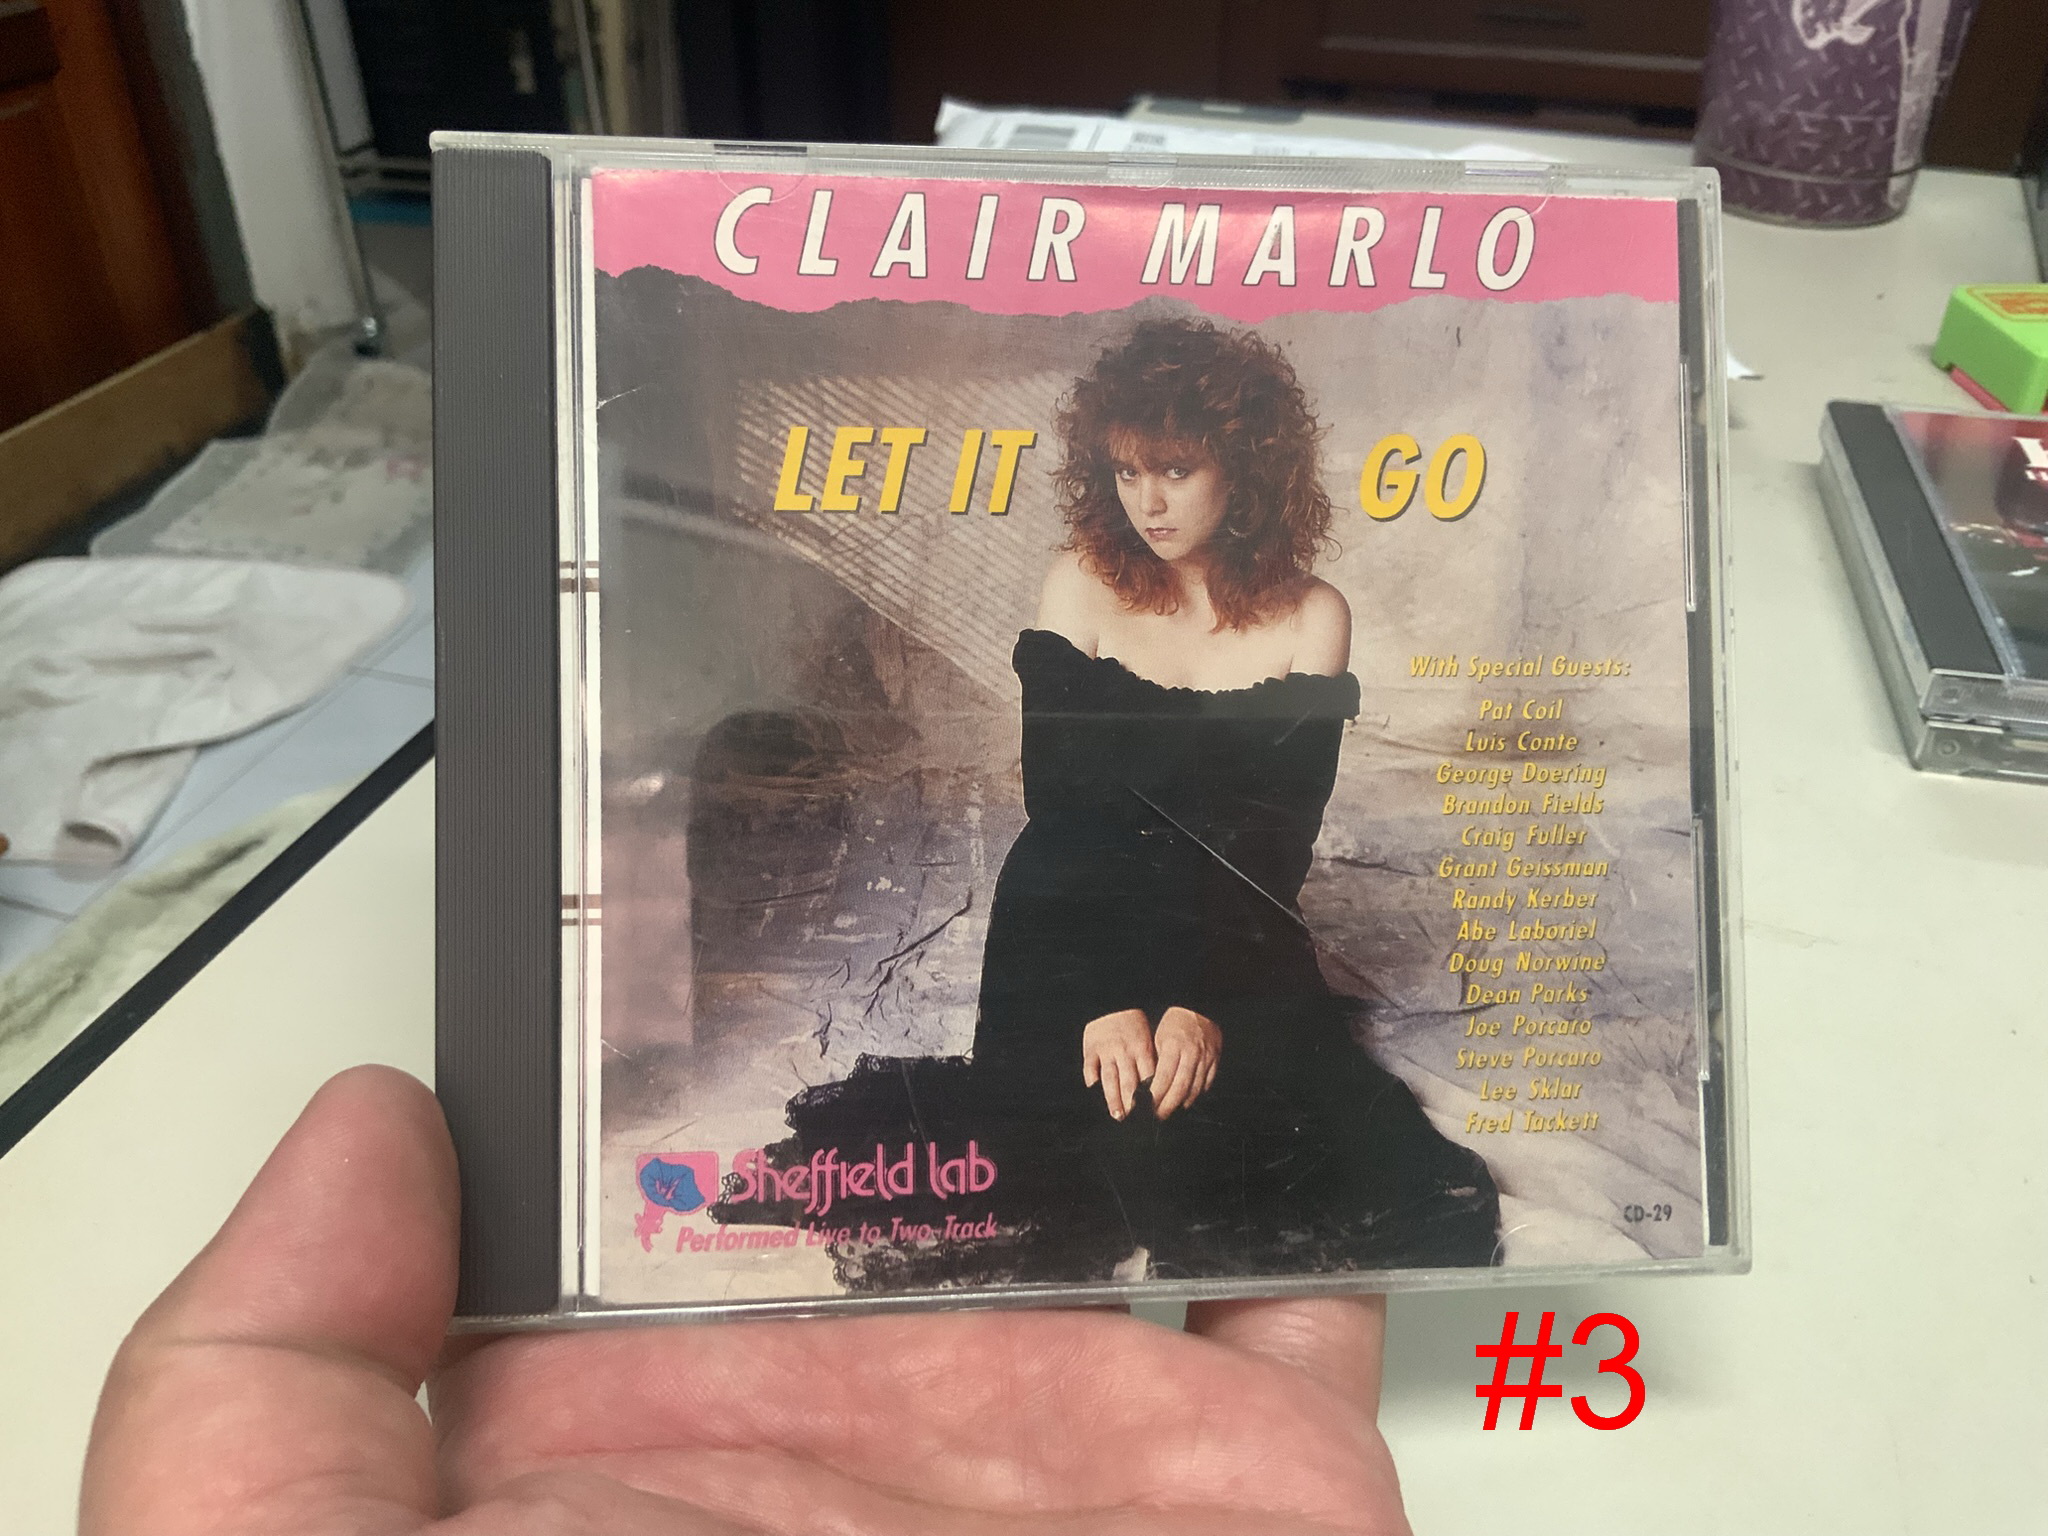 CLAIR MARLO
LET IT GO
With Special Guests:
Pat Coil
Luis Conte
George Doering
Brandon Fields
Craig Fuller
Grant Geissman
Randy Kerber
Abe Laboriel
Doug Norwine
Dean Parks
Joe Porcaro
Steve Porcaro
Lee Sklar
Fred Tackett
Sheffield Lab
Performed Live to Two-Track
CD-29
#3